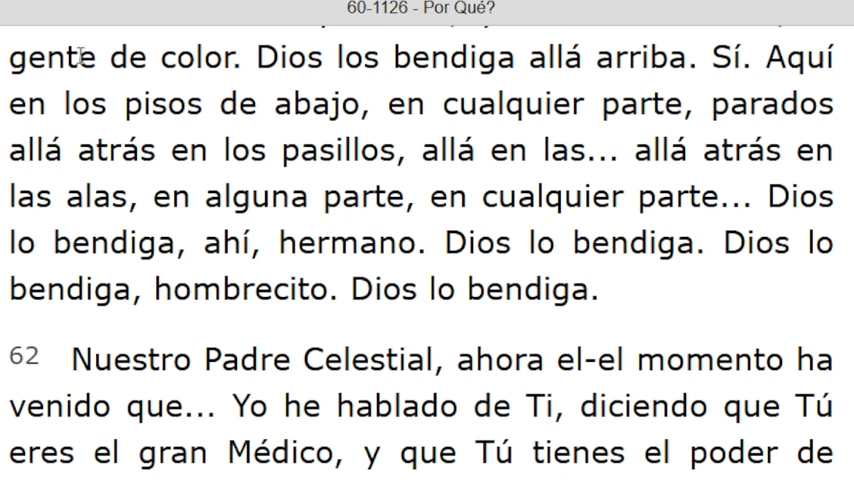 60-1126 - Por Qué?
gente de color. Dios los bendiga allá arriba. Sí. Aquí
en los pisos de abajo, en cualquier parte, parados
allá atrás en los pasillos, allá en las... allá atrás en
las alas, en alguna parte, en cualquier parte... Dios
lo bendiga, ahí, hermano. Dios lo bendiga. Dios lo
bendiga, hombrecito. Dios lo bendiga.
62 Nuestro Padre Celestial, ahora el-el momento ha
venido que... Yo he hablado de Ti, diciendo que Tú
eres el gran Médico, y que Tú tienes el poder de